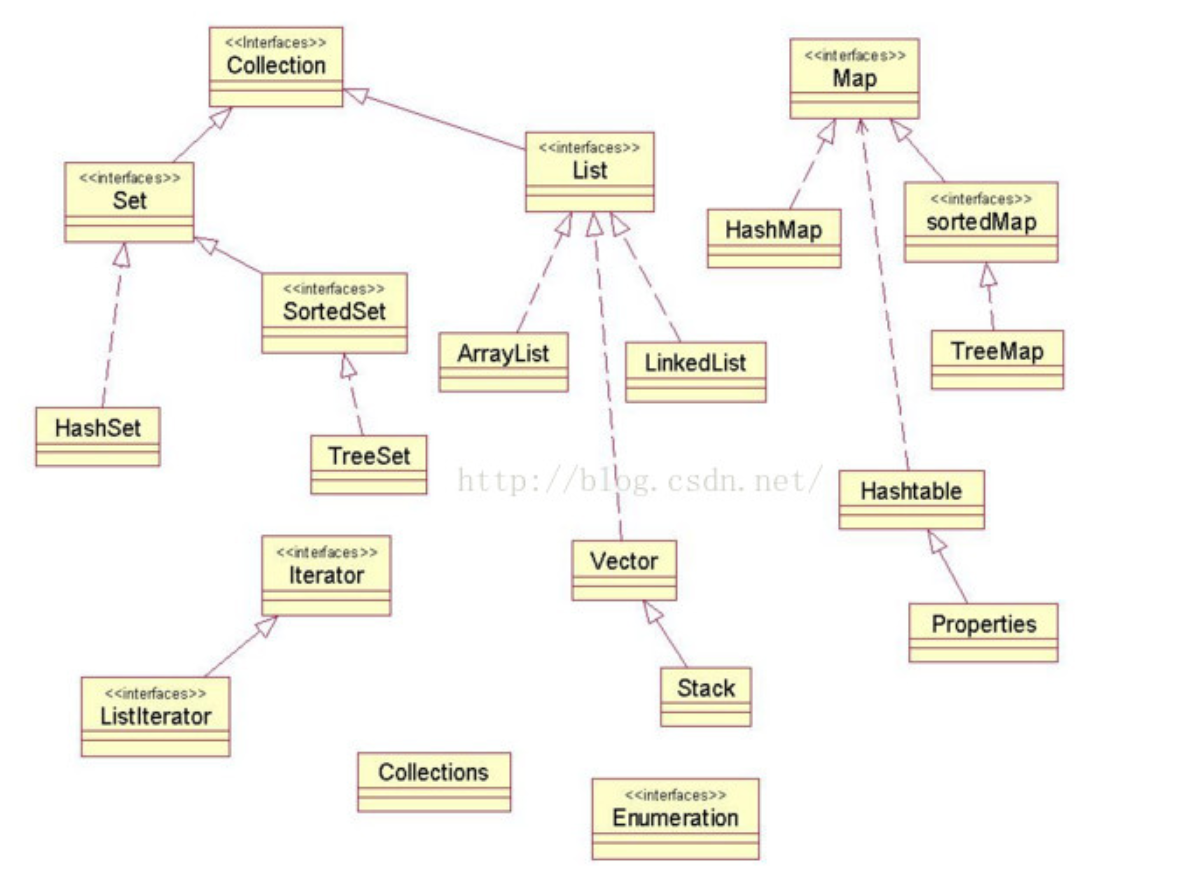 <<Interfaces>>
Collection
<<interfaces>>
Map
<<interfaces>>
List
<<interfaces>>
Set
HashMap
<<interfaces>>
sortedMap
<<interfaces>>
SortedSet
ArrayList
LinkedList
TreeMap
HashSet
TreeSet
http://blog.csdn.net/
Hashtable
<<interfaces>>
Iterator
Vector
Properties
<<interfaces>>
ListIterator
Stack
Collections
<<interfaces>>
Enumeration